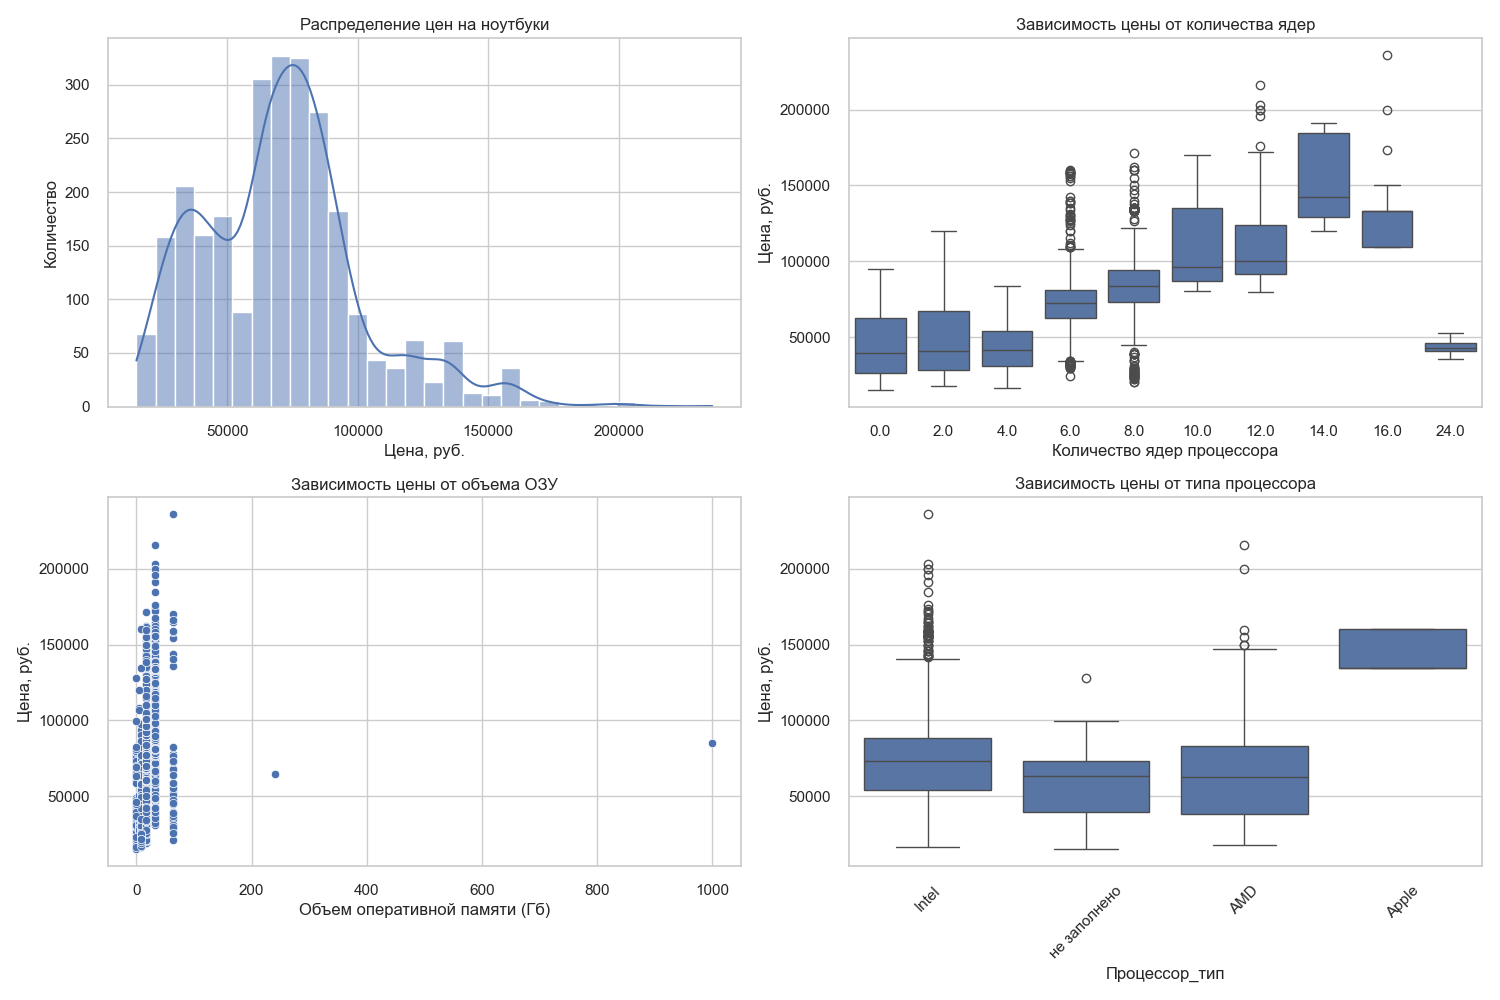 Распределение цен на ноутбуки
300
250
200
150
100
50
0
Количество
50000
100000
150000
200000
Цена, руб.
Зависимость цены от количества ядер
200000
150000
100000
50000
Цена, руб.
0.0
2.0
4.0
6.0
8.0
10.0
12.0
14.0
16.0
24.0
Количество ядер процессора
Зависимость цены от объема ОЗУ
200000
150000
100000
50000
Цена, руб.
0
200
400
600
800
1000
Объем оперативной памяти (Гб)
Зависимость цены от типа процессора
200000
150000
100000
50000
Цена, руб.
Intel
не заполнено
AMD
Apple
Процессор_тип